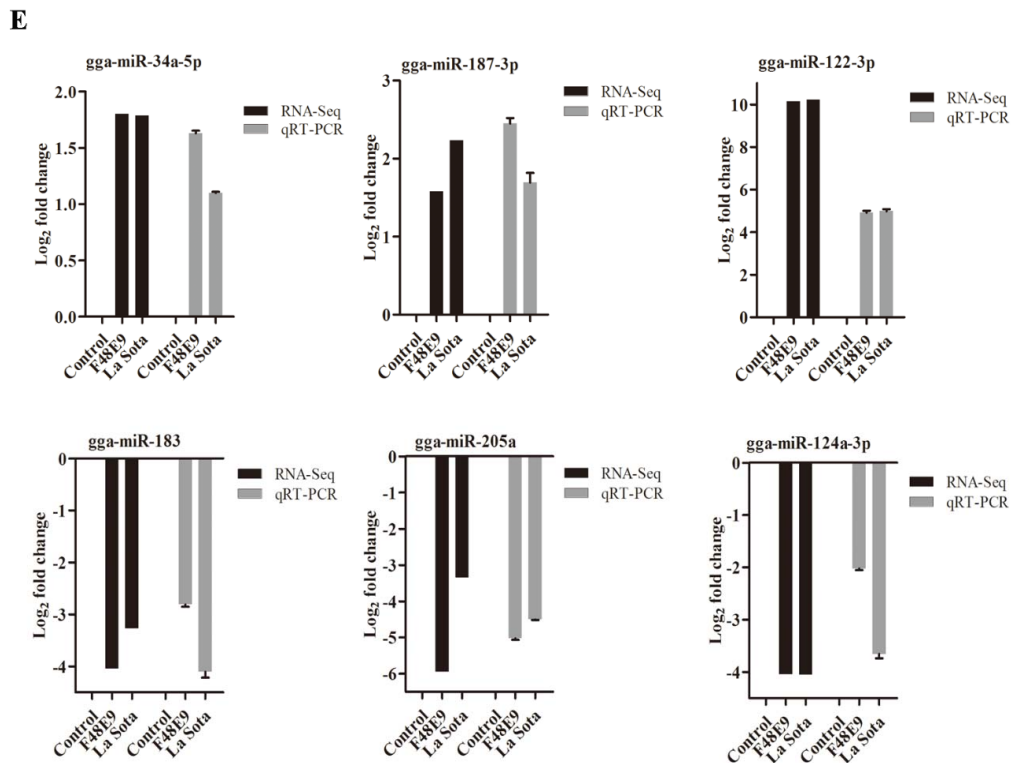 E
gga-miR-34a-5p
Log2 fold change
2.0
1.5
1.0
0.5
0.0
Control
F48E9
La Sota
Control
F48E9
La Sota
RNA-Seq
qRT-PCR
gga-miR-187-3p
Log2 fold change
3
2
1
0
Control
F48E9
La Sota
Control
F48E9
La Sota
RNA-Seq
qRT-PCR
gga-miR-122-3p
Log2 fold change
10
8
6
4
2
0
Control
F48E9
La Sota
Control
F48E9
La Sota
RNA-Seq
qRT-PCR
gga-miR-183
Log2 fold change
0
-1
-2
-3
-4
Control
F48E9
La Sota
Control
F48E9
La Sota
RNA-Seq
qRT-PCR
gga-miR-205a
Log2 fold change
0
-1
-2
-3
-4
-5
-6
Control
F48E9
La Sota
Control
F48E9
La Sota
RNA-Seq
qRT-PCR
gga-miR-124a-3p
Log2 fold change
0
-1
-2
-3
-4
Control
F48E9
La Sota
Control
F48E9
La Sota
RNA-Seq
qRT-PCR